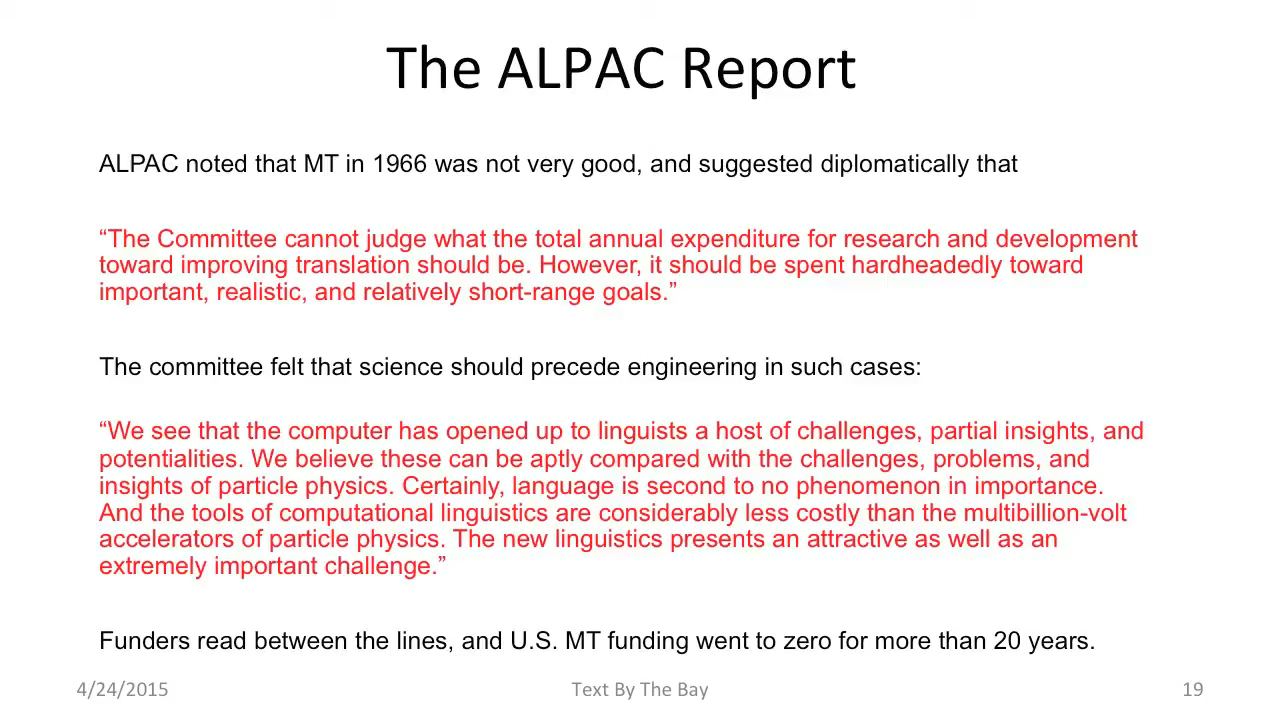 The ALPAC Report
ALPAC noted that MT in 1966 was not very good, and suggested diplomatically that
“The Committee cannot judge what the total annual expenditure for research and development
toward improving translation should be. However, it should be spent hardheadedly toward
important, realistic, and relatively short-range goals.”
The committee felt that science should precede engineering in such cases:
“We see that the computer has opened up to linguists a host of challenges, partial insights, and
potentialities. We believe these can be aptly compared with the challenges, problems, and
insights of particle physics. Certainly, language is second to no phenomenon in importance.
And the tools of computational linguistics are considerably less costly than the multibillion-volt
accelerators of particle physics. The new linguistics presents an attractive as well as an
extremely important challenge.”
Funders read between the lines, and U.S. MT funding went to zero for more than 20 years.
4/24/2015
Text By The Bay
19